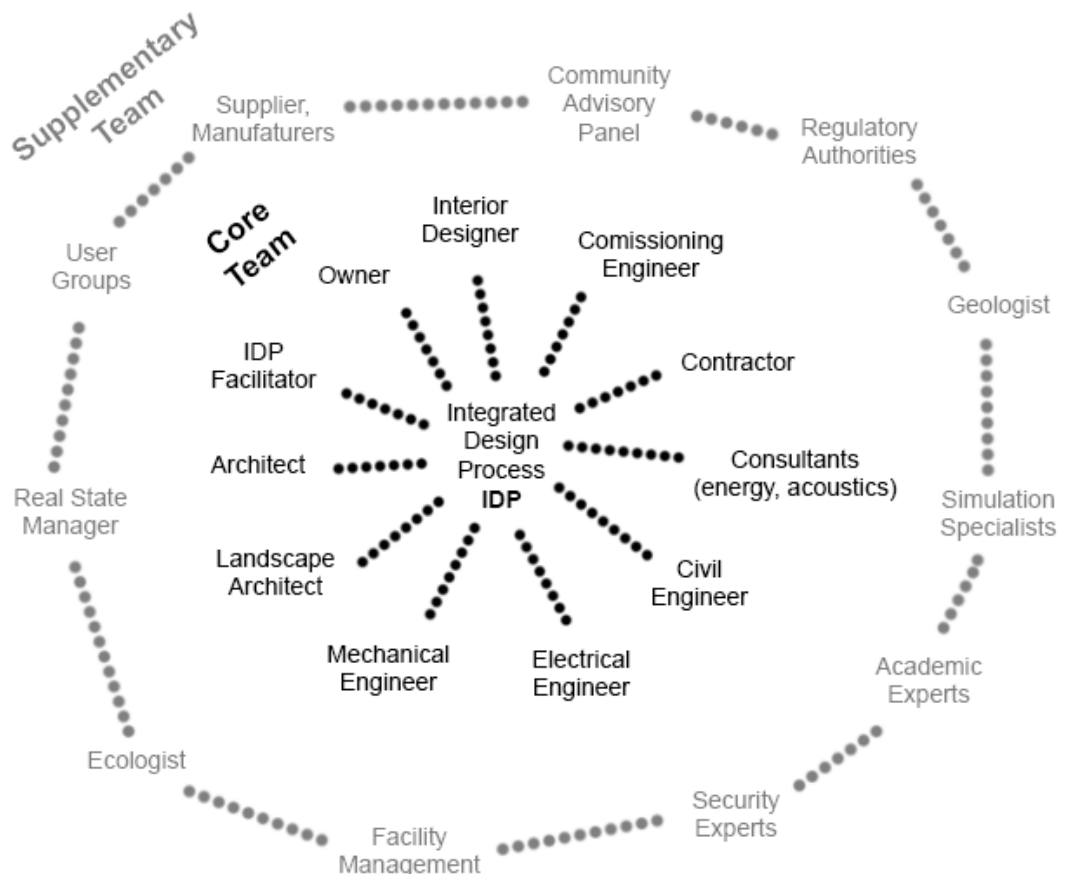 Supplementary
Team
Supplier,
Manufaturers
Community
Advisory
Panel
Regulatory
Authorities
Geologist
Simulation
Specialists
Academic
Experts
Security
Experts
Facility
Management
Ecologist
Real State
Manager
User
Groups
Core
Team
Owner
Interior
Designer
Comissioning
Engineer
Contractor
Consultants
(energy, acoustics)
Civil
Engineer
Electrical
Engineer
Mechanical
Engineer
Landscape
Architect
Architect
IDP
Facilitator
Integrated
Design
Process
IDP